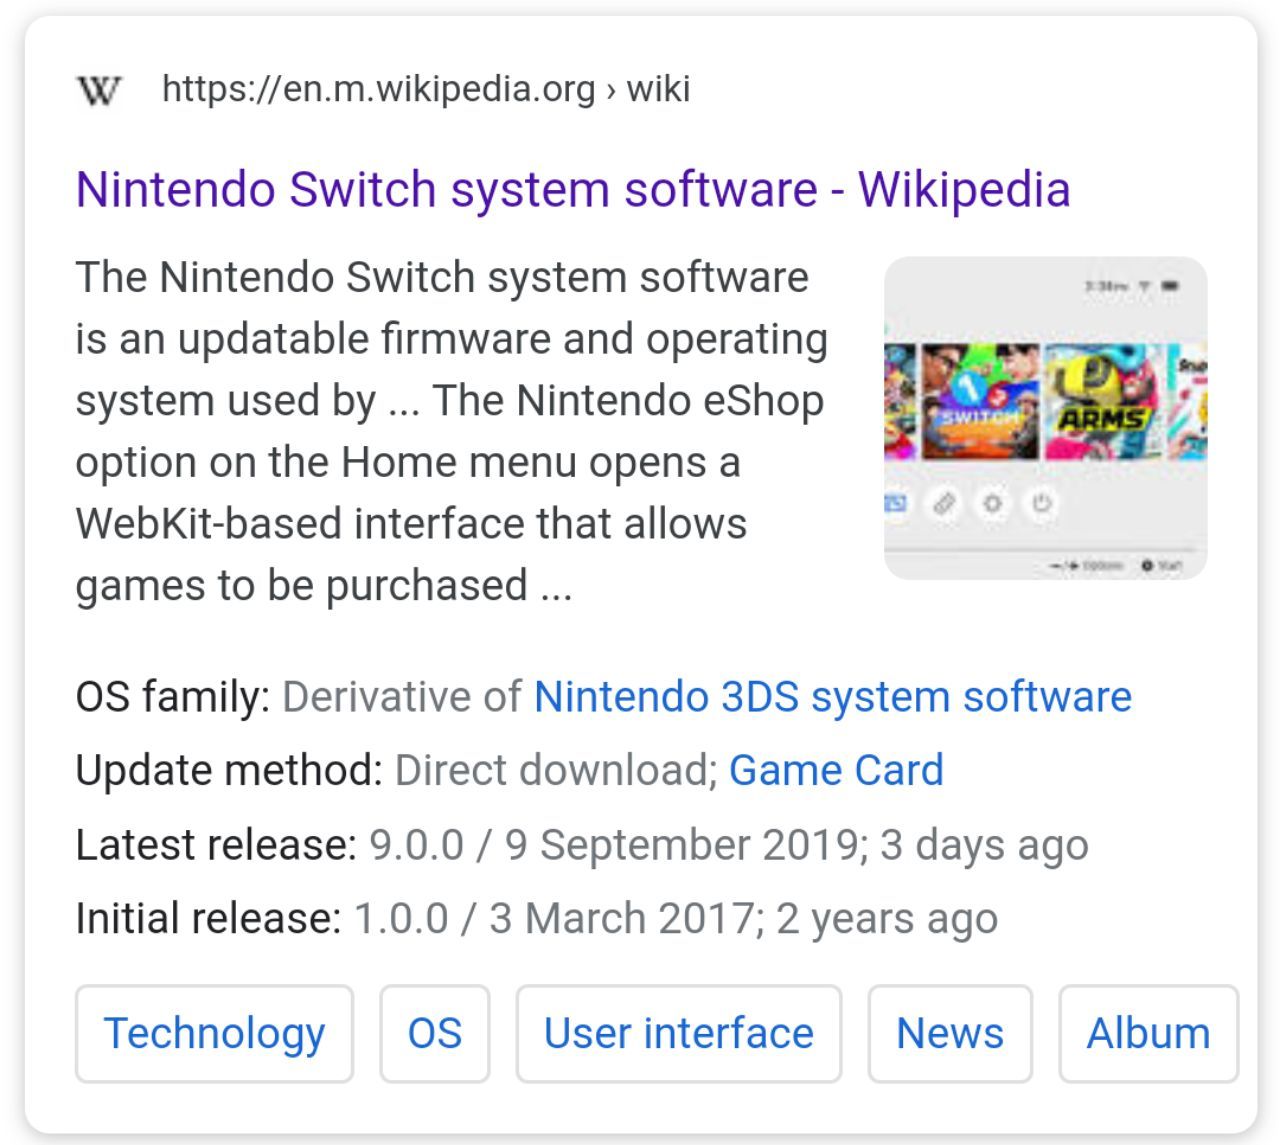 W https://en.m.wikipedia.org › wiki
Nintendo Switch system software - Wikipedia
The Nintendo Switch system software
is an updatable firmware and operating
system used by ... The Nintendo eShop
option on the Home menu opens a
WebKit-based interface that allows
games to be purchased ...
SWITCH
ARMS
OS family: Derivative of Nintendo 3DS system software
Update method: Direct download; Game Card
Latest release: 9.0.0 / 9 September 2019; 3 days ago
Initial release: 1.0.0 / 3 March 2017; 2 years ago
Technology OS User interface News Album